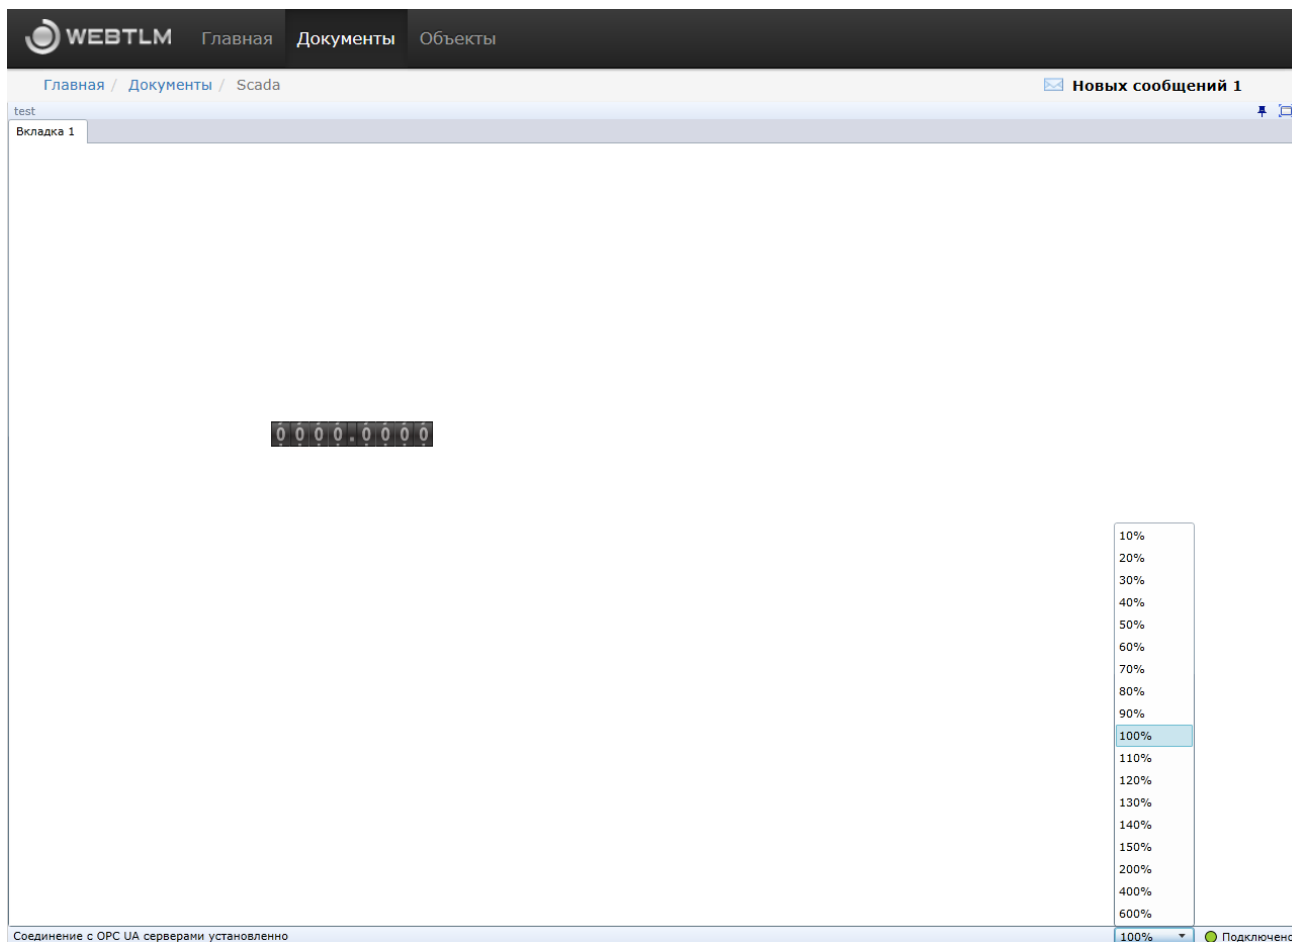 WEBTLM Главная Документы Объекты
Главная / Документы / Scada
Новых сообщений 1
test
Вкладка 1
0000.0000
10%
20%
30%
40%
50%
60%
70%
80%
90%
100%
110%
120%
130%
140%
150%
200%
400%
600%
Соединение с OPC UA серверами установленно
100%
Подключено